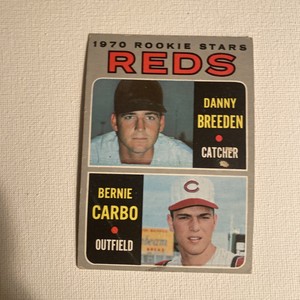 1970 ROOKIE STARS
REDS
DANNY
BREEDEN
CATCHER
BERNIE
CARBO
OUTFIELD
C